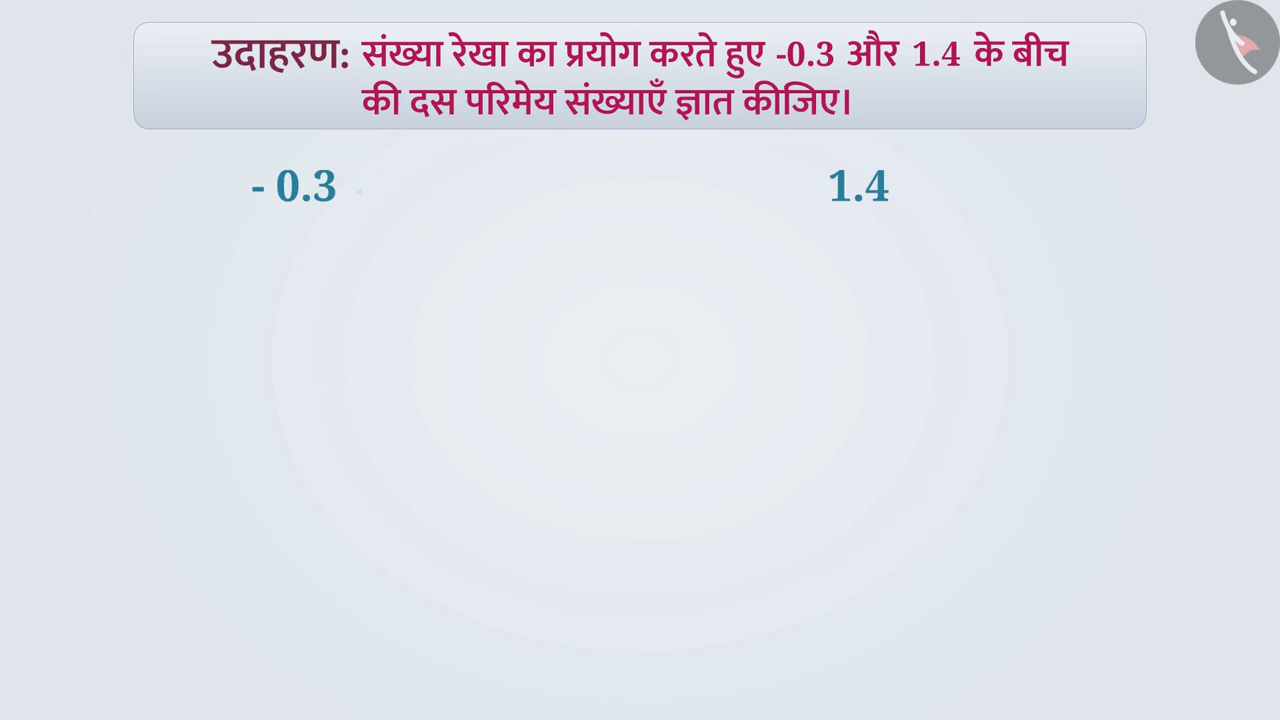 उदाहरण: संख्या रेखा का प्रयोग करते हुए -0.3 और 1.4 के बीच
की दस परिमेय संख्याएँ ज्ञात कीजिए।
- 0.3 =
1.4